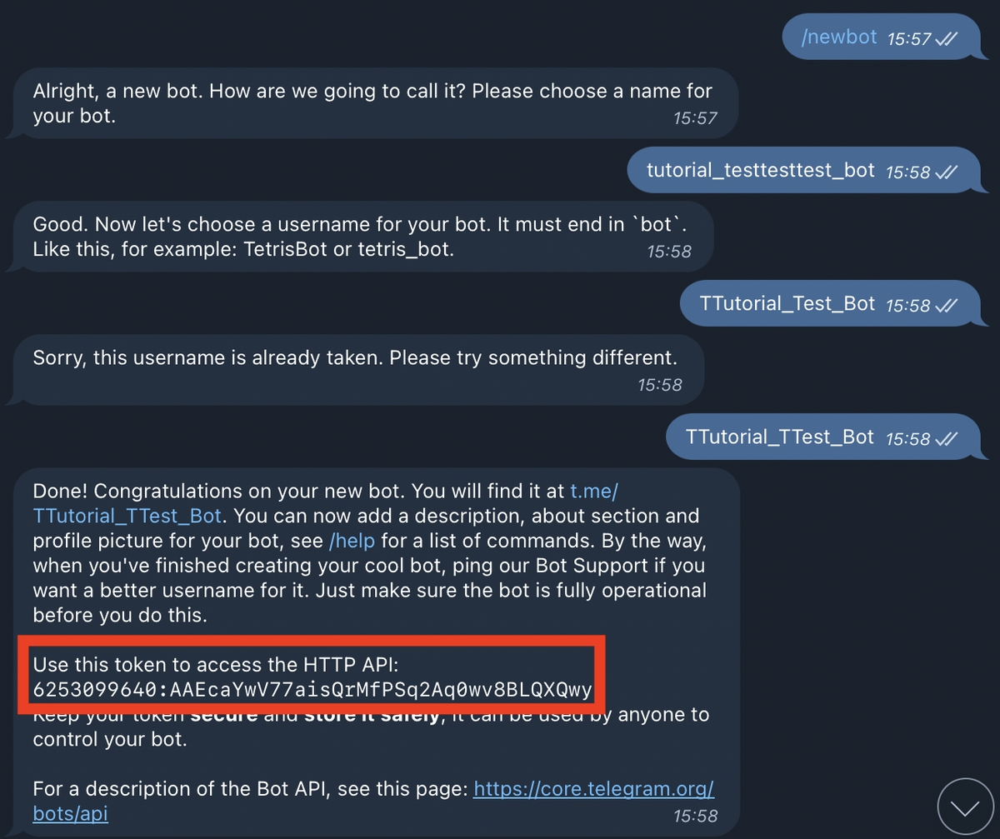 /newbot 15:57
Alright, a new bot. How are we going to call it? Please choose a name for
your bot. 15:57
tutorial_testtesttest_bot 15:58
Good. Now let's choose a username for your bot. It must end in `bot`.
Like this, for example: TetrisBot or tetris_bot. 15:58
TTutorial_Test_Bot 15:58
Sorry, this username is already taken. Please try something different.
15:58
TTutorial_TTest_Bot 15:58
Done! Congratulations on your new bot. You will find it at t.me/
TTutorial_TTest_Bot. You can now add a description, about section and
profile picture for your bot, see /help for a list of commands. By the way,
when you've finished creating your cool bot, ping our Bot Support if you
want a better username for it. Just make sure the bot is fully operational
before you do this.
Use this token to access the HTTP API:
6253099640:AAEcaYwV77aisQrMfPSq2Aq0wv8BLQXQwy
Keep your token secure and store it safely, it can be used by anyone to
control your bot.
For a description of the Bot API, see this page: https://core.telegram.org/
bots/api 15:58